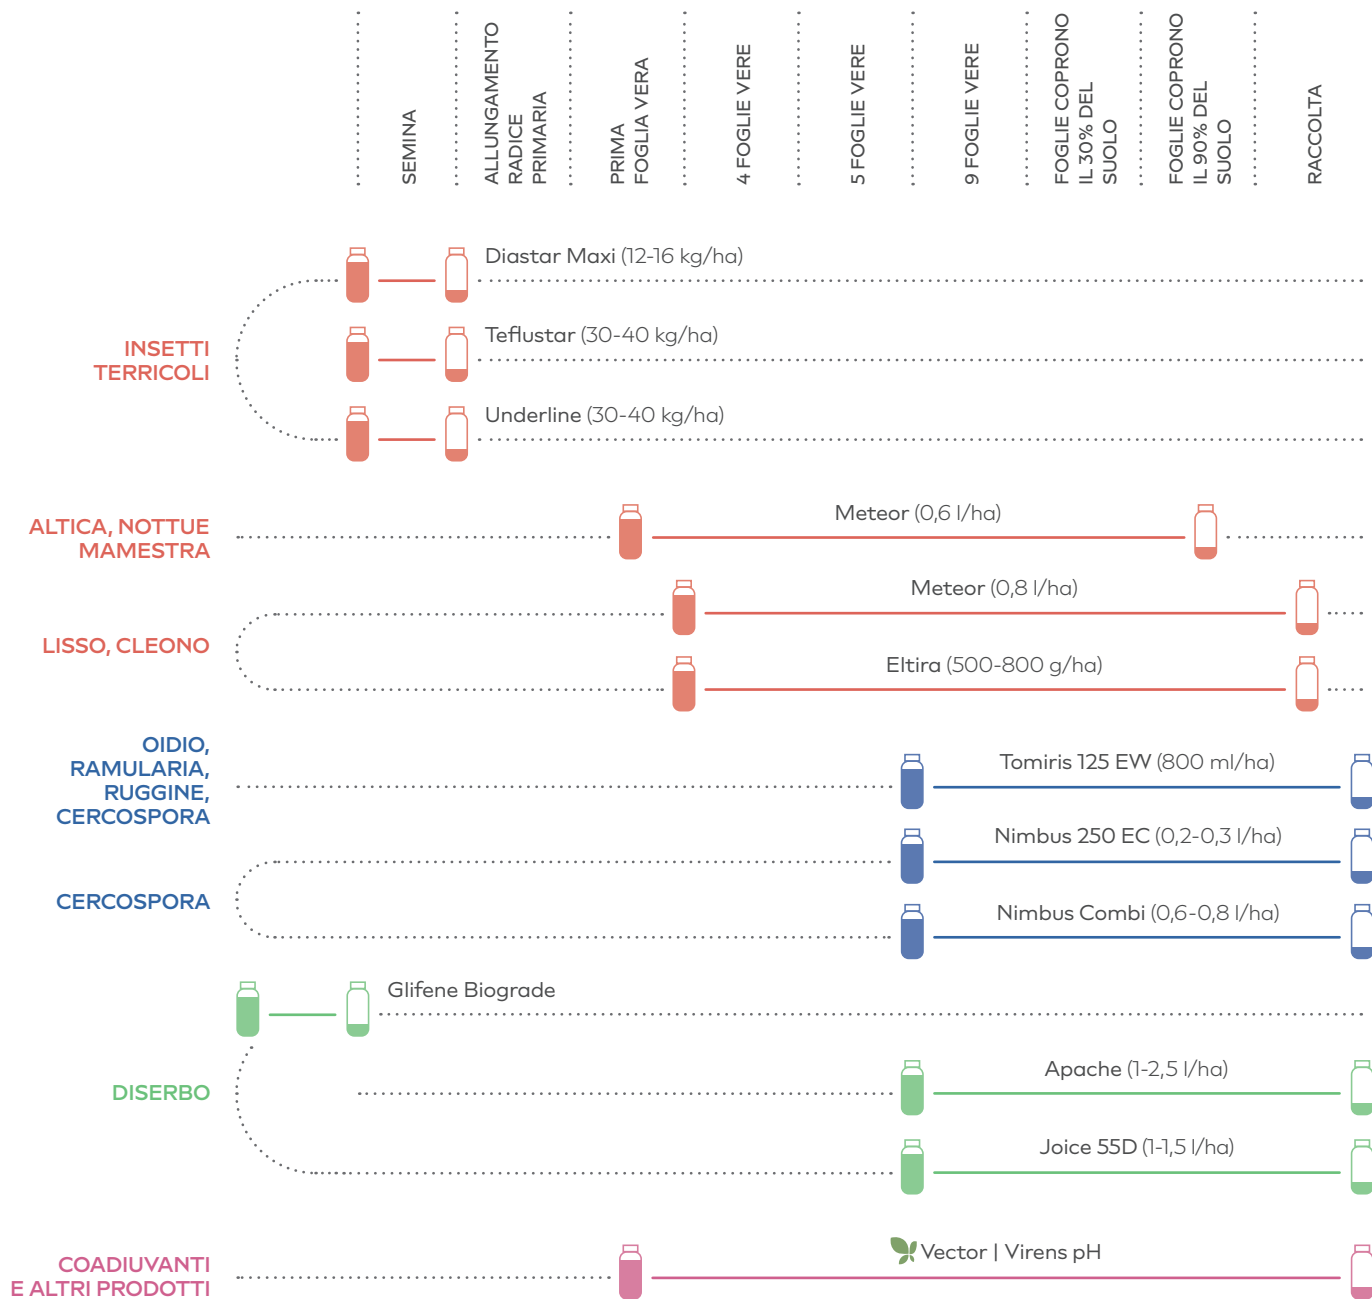 SEMINA
ALLUNGAMENTO
RADICE
PRIMARIA
PRIMA
FOGLIA VERA
4 FOGLIE VERE
5 FOGLIE VERE
9 FOGLIE VERE
FOGLIE COPRONO
IL 30% DEL
SUOLO
FOGLIE COPRONO
IL 90% DEL
SUOLO
RACCOLTA
INSETTI
TERRICOLI
Diastar Maxi (12-16 kg/ha)
Teflustar (30-40 kg/ha)
Underline (30-40 kg/ha)
ALTICA, NOTTUE
MAMESTRA
Meteor (0,6 l/ha)
LISSO, CLEONO
Meteor (0,8 l/ha)
Eltira (500-800 g/ha)
OIDIO,
RAMULARIA,
RUGGINE,
CERCOSPORA
Tomiris 125 EW (800 ml/ha)
CERCOSPORA
Nimbus 250 EC (0,2-0,3 l/ha)
Nimbus Combi (0,6-0,8 l/ha)
DISERBO
Glifene Biograde
Apache (1-2,5 l/ha)
Joice 55D (1-1,5 l/ha)
COADIUVANTI
E ALTRI PRODOTTI
Vector | Virens pH